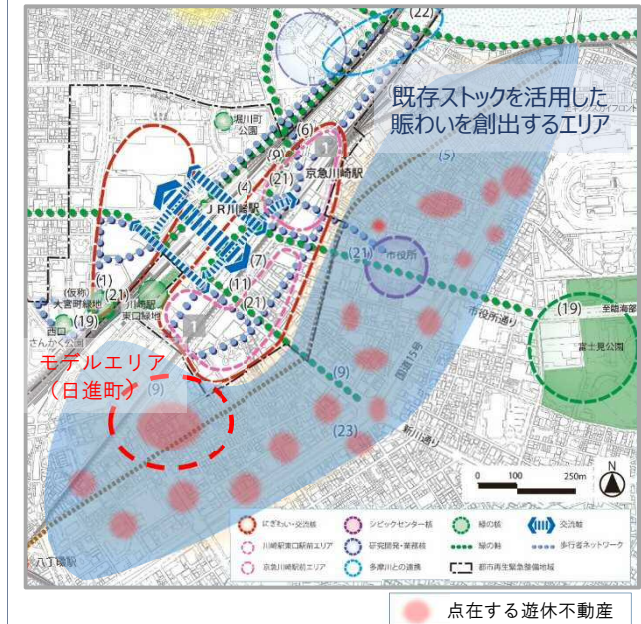 (22)
既存ストックを活用した
賑わいを創出するエリア
堀川町
公園
(6)
(9)
京急川崎駅
(5)
(21)
(4)
JR川崎駅
(21)
市役所
(7)
(1)
(仮称)
大宮町緑地
(21)
川崎駅
東口緑地
(11)
(21)
(19)
西口
さんかく公園
市役所通り
(19)
至臨海部
富士見公園
モデルエリア
(日進町)
(9)
(9)
国道15号
(23)
新川通り
0 100 250m
N
八丁畷駅
にぎわい・交流核
シビックセンター核
緑の核
交流軸
川崎駅東口駅前エリア
研究開発・業務核
緑の軸
歩行者ネットワーク
京急川崎駅前エリア
多摩川との連携
都市再生緊急整備地域
点在する遊休不動産